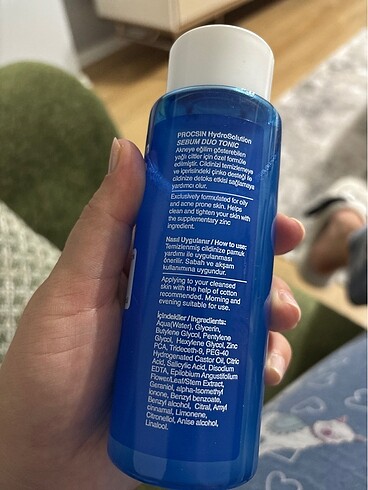 PROCSIN HydroSolution
SEBUM DUO TONIC
Akneye eğilim gösterebilen
yağlı ciltler için özel formüle
edilmiştir. Cildinizi temizlemeye
ve içerisindeki çinko desteği ile
cildinizde detoks etkisi sağlamaya
yardımcı olur.
Exclusively formulated for oily
and acne prone skin. Helps
clean and tighten your skin with
the supplementary zinc
ingredient.
Nasıl Uygulanır / How to use:
Temizlenmiş cildinize pamuk
yardımı ile uygulanması
önerilir. Sabah ve akşam
kullanımına uygundur.
Applying to your cleansed
skin with the help of cotton
recommended. Morning and
evening suitable for use.
İçindekiler / Ingredients:
Aqua(Water), Glycerin,
Butylene Glycol, Pentylene
Glycol, Hexylene Glycol, Zinc
PCA, Trideceth-9, PEG-40
Hydrogenated Castor Oil, Citric
Acid, Salicylic Acid, Disodium
EDTA, Epilobium Angustifolium
Flower/Leaf/Stem Extract,
Geraniol, alpha-Isomethyl
Ionone, Benzyl benzoate,
Benzyl alcohol, Citral, Amyl
cinnamal, Limonene,
Citronellol, Anise alcohol,
Linalool.